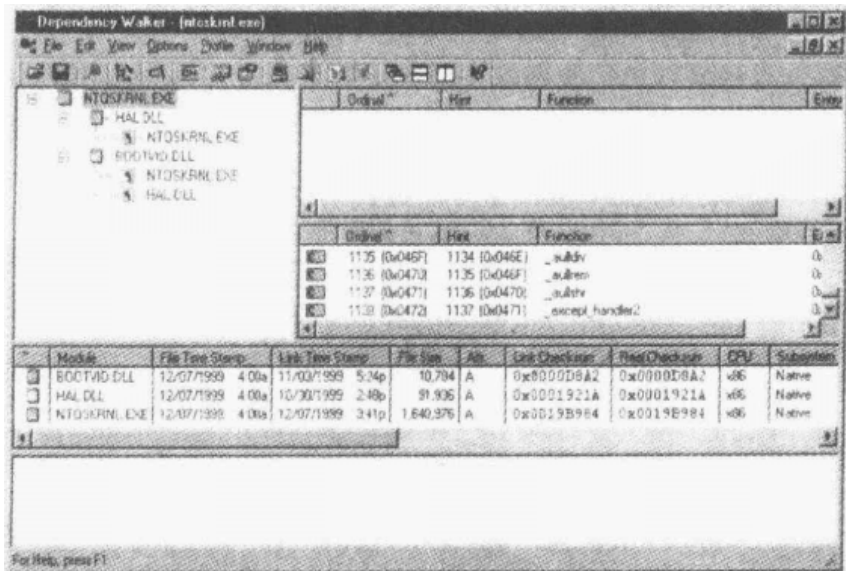 Dependency Walker - (ntoskrnl.exe)
File Edit View Options Profile Window Help
NTOSKRNL.EXE
HAL.DLL
NTOSKRNL.EXE
BOOTVID.DLL
NTOSKRNL.EXE
HAL.DLL
Ordinal ^ Hint Function Entry
Ordinal ^ Hint Function
1135 (0x046F) 1134 (0x046E) _aulldiv
1136 (0x0470) 1135 (0x046F) _aullrem
1137 (0x0471) 1136 (0x0470) _aullshr
1138 (0x0472) 1137 (0x0471) _except_handler2
Module File Time Stamp Link Time Stamp File Size Attr. Link Checksum Real Checksum CPU Subsystem
BOOTVID.DLL 12/07/1999 4:00a 11/03/1999 5:24p 10,784 A 0x0000D8A2 0x0000D8A2 x86 Native
HAL.DLL 12/07/1999 4:00a 10/30/1999 2:48p 91,936 A 0x0001921A 0x0001921A x86 Native
NTOSKRNL.EXE 12/07/1999 4:00a 12/07/1999 3:41p 1,640,976 A 0x0019B984 0x0019B984 x86 Native
For Help, press F1